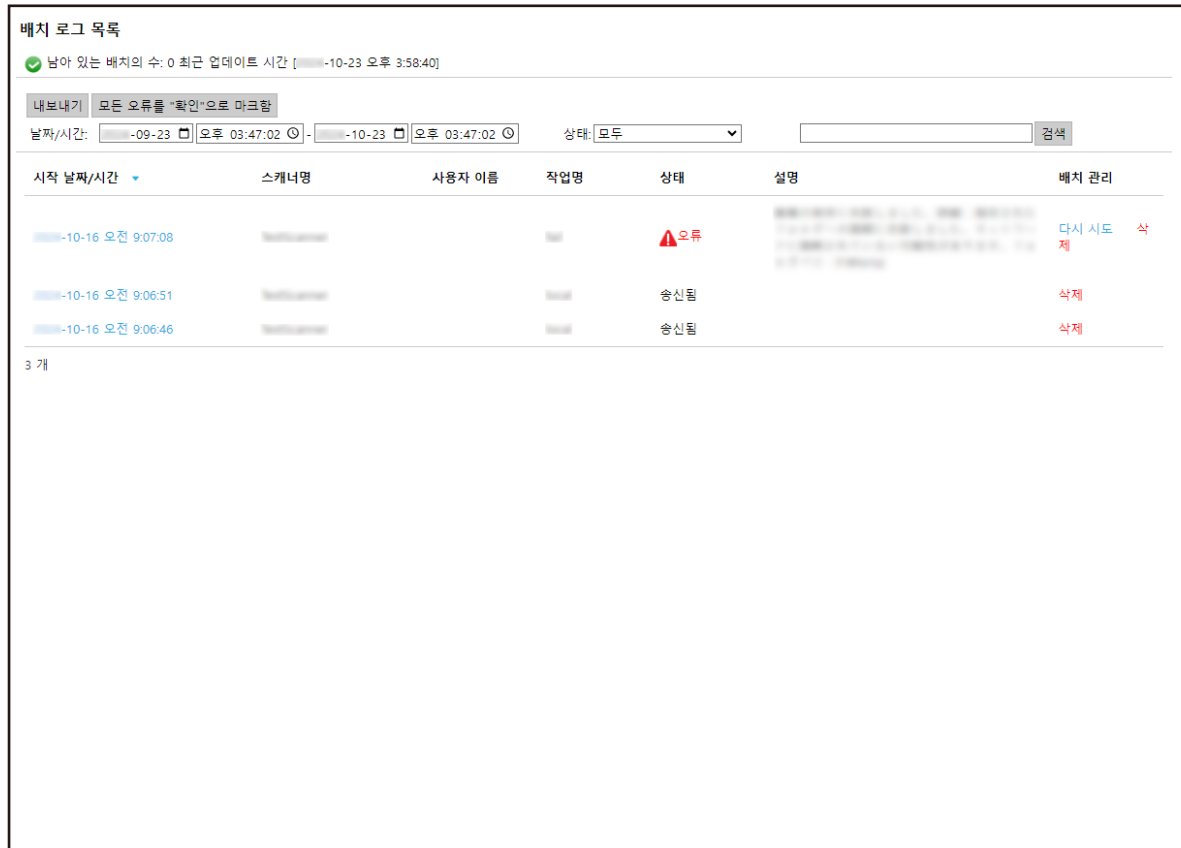 배치 로그 목록
남아 있는 배치의 수: 0 최근 업데이트 시간 [ -10-23 오후 3:58:40]
내보내기 모든 오류를 "확인"으로 마크함
날짜/시간: -09-23 오후 03:47:02 - -10-23 오후 03:47:02 상태: 모두 검색
시작 날짜/시간 스캐너명 사용자 이름 작업명 상태 설명 배치 관리
-10-16 오전 9:07:08 오류 다시 시도 삭
제
-10-16 오전 9:06:51 송신됨 삭제
-10-16 오전 9:06:46 송신됨 삭제
3 개